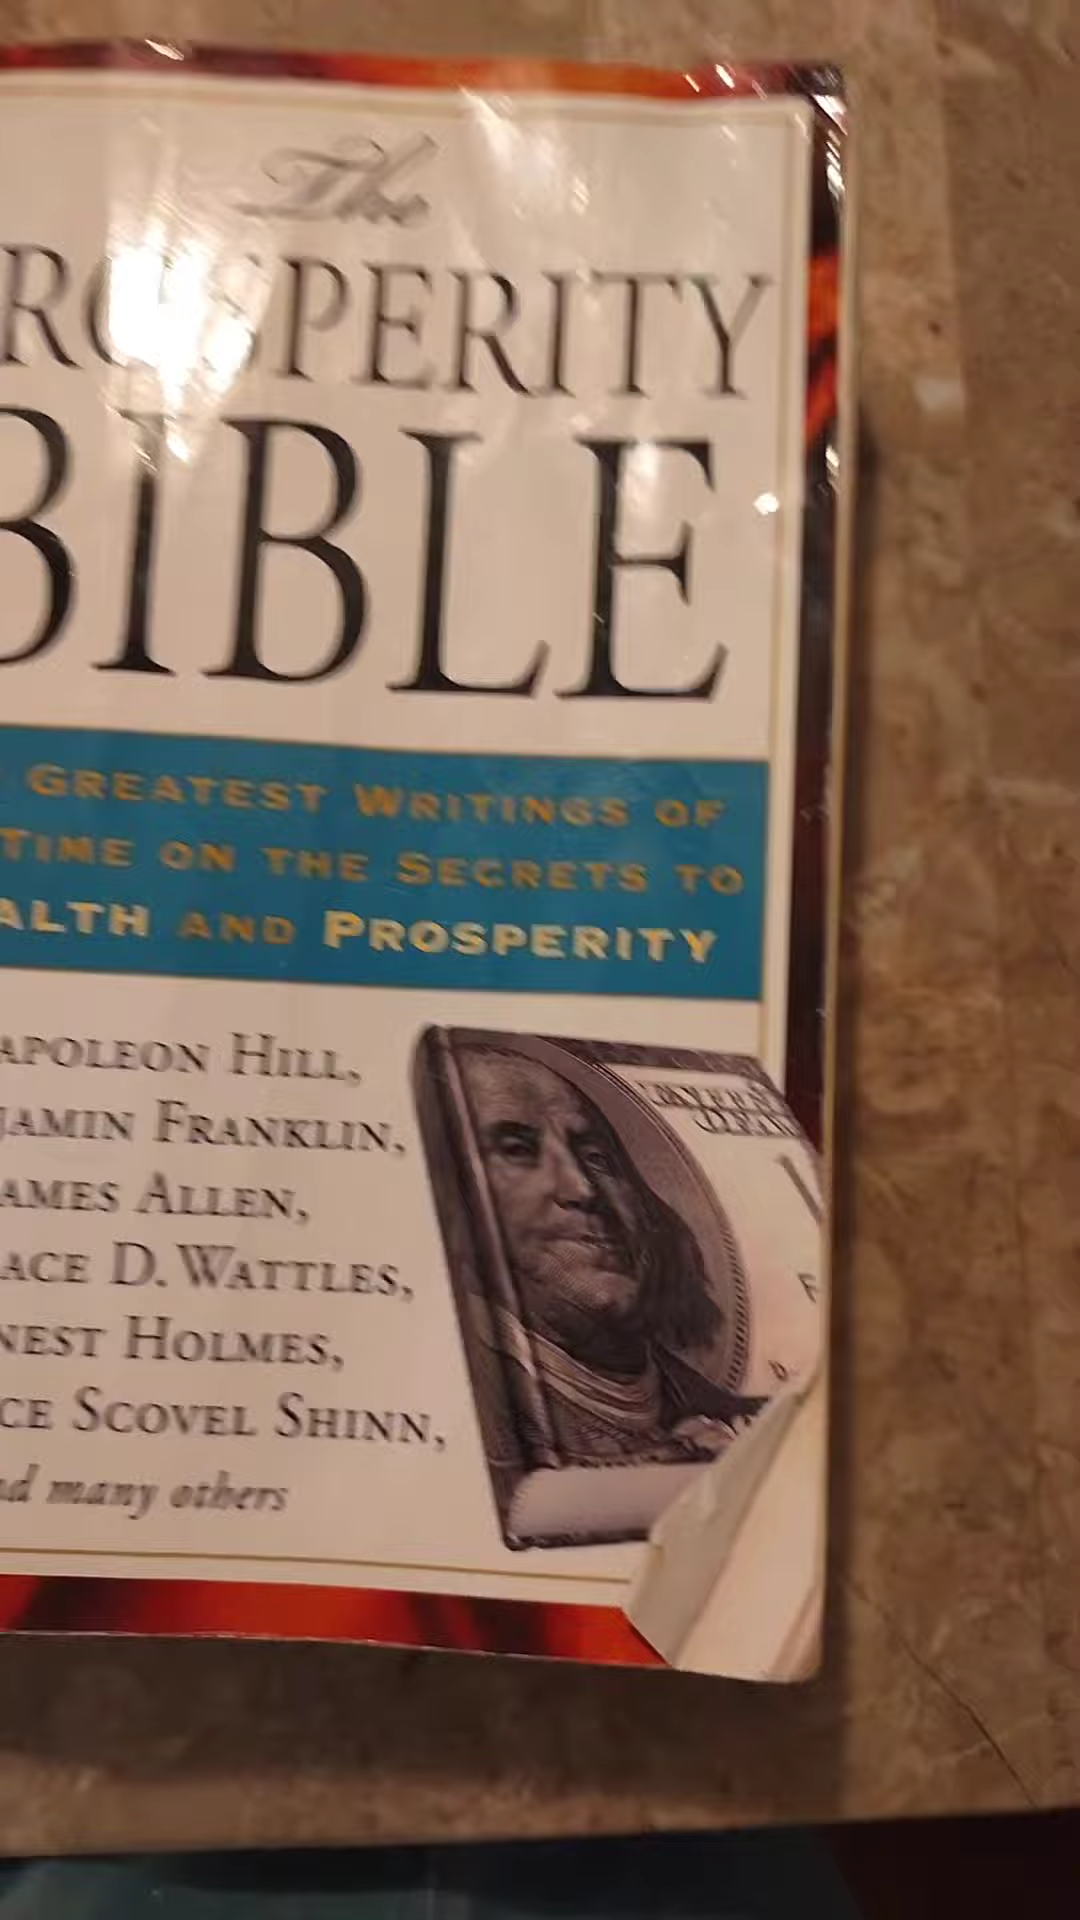 The
ROSPERITY
BIBLE
GREATEST WRITINGS OF
TIME ON THE SECRETS TO
ALTH AND PROSPERITY
APOLEON HILL,
JAMIN FRANKLIN,
AMES ALLEN,
ACE D. WATTLES,
NEST HOLMES,
CE SCOVEL SHINN,
nd many others